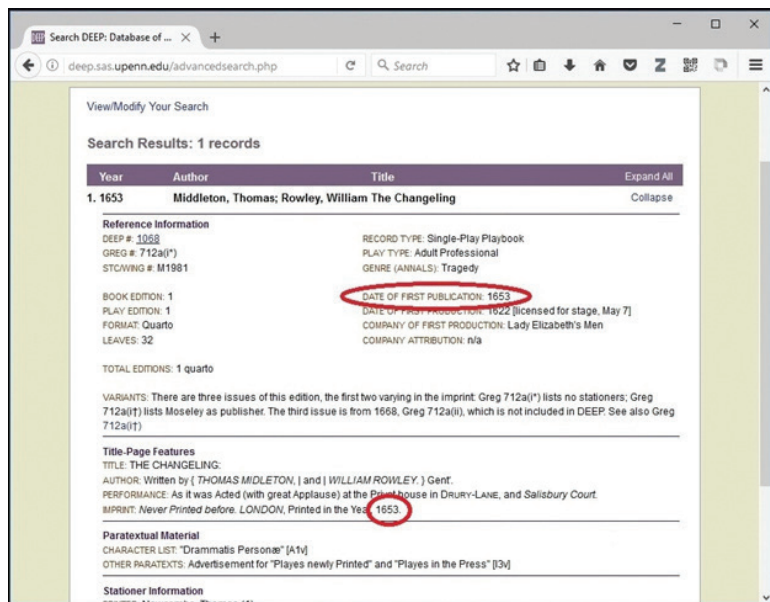 Search DEEP: Database of ...
deep.sas.upenn.edu/advancedsearch.php
Search
View/Modify Your Search
Search Results: 1 records
Year Author Title Expand All
1. 1653 Middleton, Thomas; Rowley, William The Changeling Collapse
Reference Information
DEEP #: 1068 RECORD TYPE: Single-Play Playbook
GREG #: 712a(i*) PLAY TYPE: Adult Professional
STC/WING #: M1981 GENRE (ANNALS): Tragedy
BOOK EDITION: 1 DATE OF FIRST PUBLICATION: 1653
PLAY EDITION: 1 DATE OF FIRST PRODUCTION: 1622 [licensed for stage, May 7]
FORMAT: Quarto COMPANY OF FIRST PRODUCTION: Lady Elizabeth's Men
LEAVES: 32 COMPANY ATTRIBUTION: n/a
TOTAL EDITIONS: 1 quarto
VARIANTS: There are three issues of this edition, the first two varying in the imprint: Greg 712a(i*) lists no stationers; Greg
712a(i†) lists Moseley as publisher. The third issue is from 1668, Greg 712a(ii), which is not included in DEEP. See also Greg
712a(i†)
Title-Page Features
TITLE: THE CHANGELING:
AUTHOR: Written by { THOMAS MIDLETON, | and | WILLIAM ROWLEY. } Gent'.
PERFORMANCE: As it was Acted (with great Applause) at the Privat house in DRURY-LANE, and Salisbury Court.
IMPRINT: Never Printed before. LONDON, Printed in the Year, 1653.
Paratextual Material
CHARACTER LIST: "Drammatis Personæ" [A1v]
OTHER PARATEXTS: Advertisement for "Playes newly Printed" and "Playes in the Press" [I3v]
Stationer Information